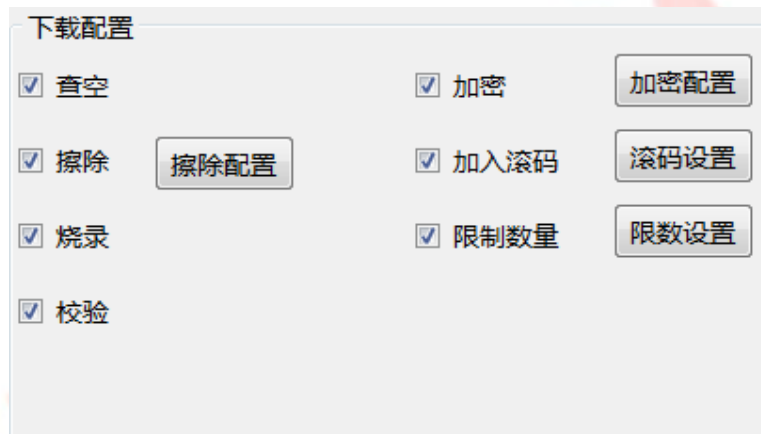 下载配置
查空 加密 加密配置
擦除 擦除配置 加入滚码 滚码设置
烧录 限制数量 限数设置
校验